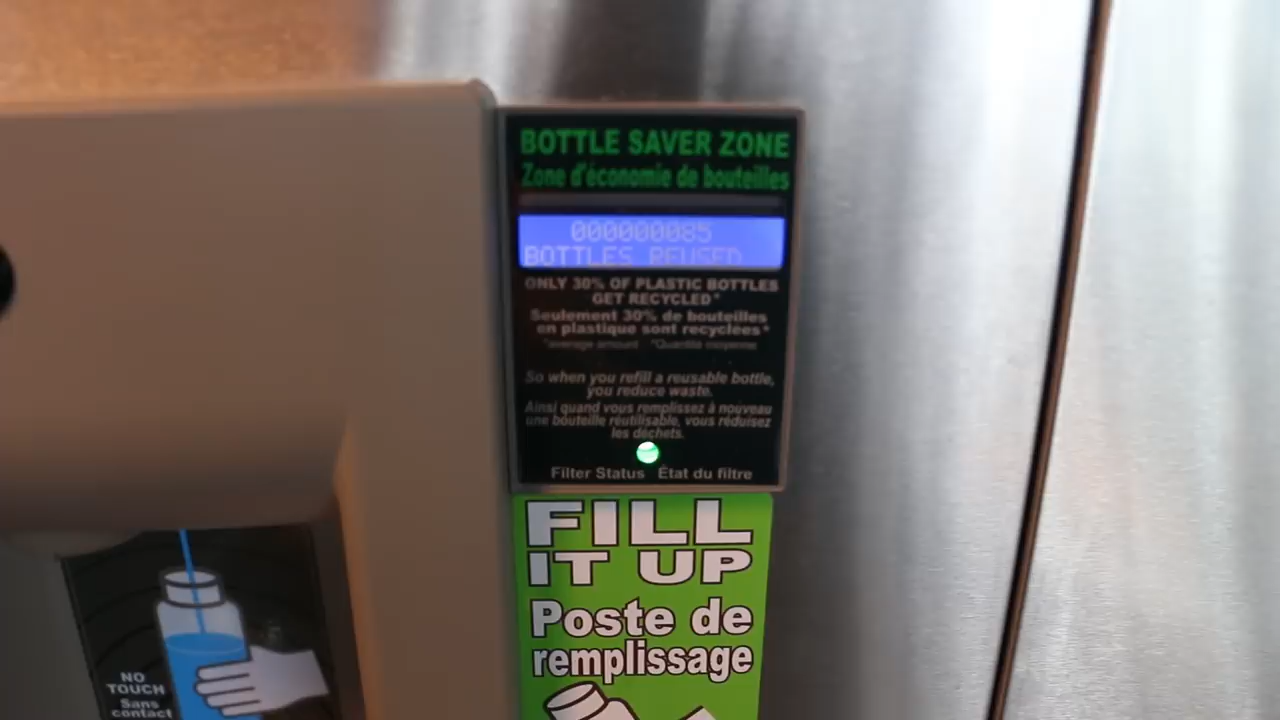 BOTTLE SAVER ZONE
Zone d'économie de bouteilles
000000085
BOTTLES REUSED
ONLY 30% OF PLASTIC BOTTLES
GET RECYCLED*
Seulement 30% de bouteilles
en plastique sont recyclées*
*average amount *Quantité moyenne
So when you refill a reusable bottle,
you reduce waste.
Ainsi quand vous remplissez à nouveau
une bouteille réutilisable, vous réduisez
les déchets.
Filter Status État du filtre
FILL
IT UP
Poste de
remplissage
NO
TOUCH
Sans
contact